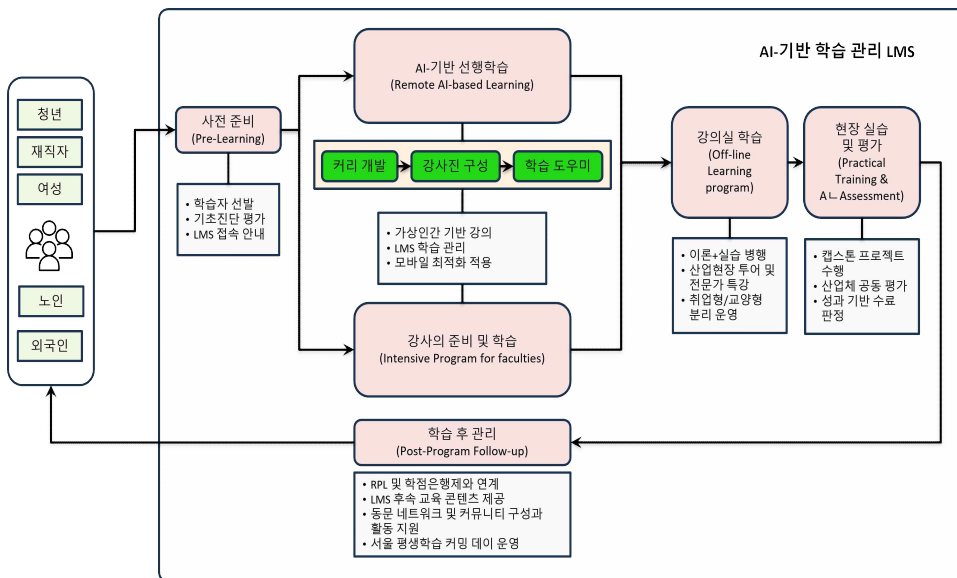 AI-기반 학습 관리 LMS
청년
재직자
여성
노인
외국인
사전 준비
(Pre-Learning)
• 학습자 선발
• 기초진단 평가
• LMS 접속 안내
AI-기반 선행학습
(Remote AI-based Learning)
커리 개발
강사진 구성
학습 도우미
• 가상인간 기반 강의
• LMS 학습 관리
• 모바일 최적화 적용
강사의 준비 및 학습
(Intensive Program for faculties)
강의실 학습
(Off-line
Learning
program)
• 이론+실습 병행
• 산업현장 투어 및
전문가 특강
• 취업형/교양형
분리 운영
현장 실습
및 평가
(Practical
Training &
AㄴAssessment)
• 캡스톤 프로젝트
수행
• 산업체 공동 평가
• 성과 기반 수료
판정
학습 후 관리
(Post-Program Follow-up)
• RPL 및 학점은행제와 연계
• LMS 후속 교육 콘텐츠 제공
• 동문 네트워크 및 커뮤니티 구성과
활동 지원
• 서울 평생학습 커밍 데이 운영